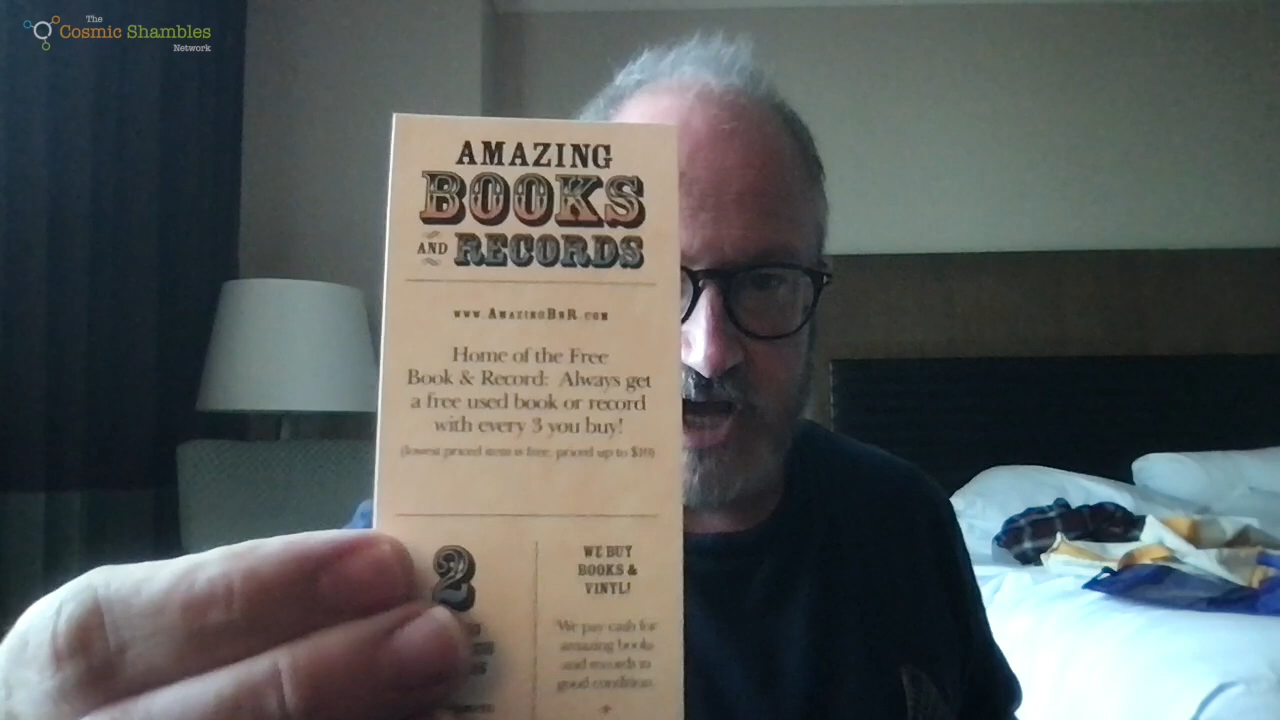 The
Cosmic Shambles
Network
AMAZING
BOOKS
AND RECORDS
www.AmazingBnR.com
Home of the Free
Book & Record: Always get
a free used book or record
with every 3 you buy!
(lowest priced item is free, priced up to $10)
2
WE BUY
BOOKS &
VINYL!
We pay cash for
amazing books
and records in
good condition.